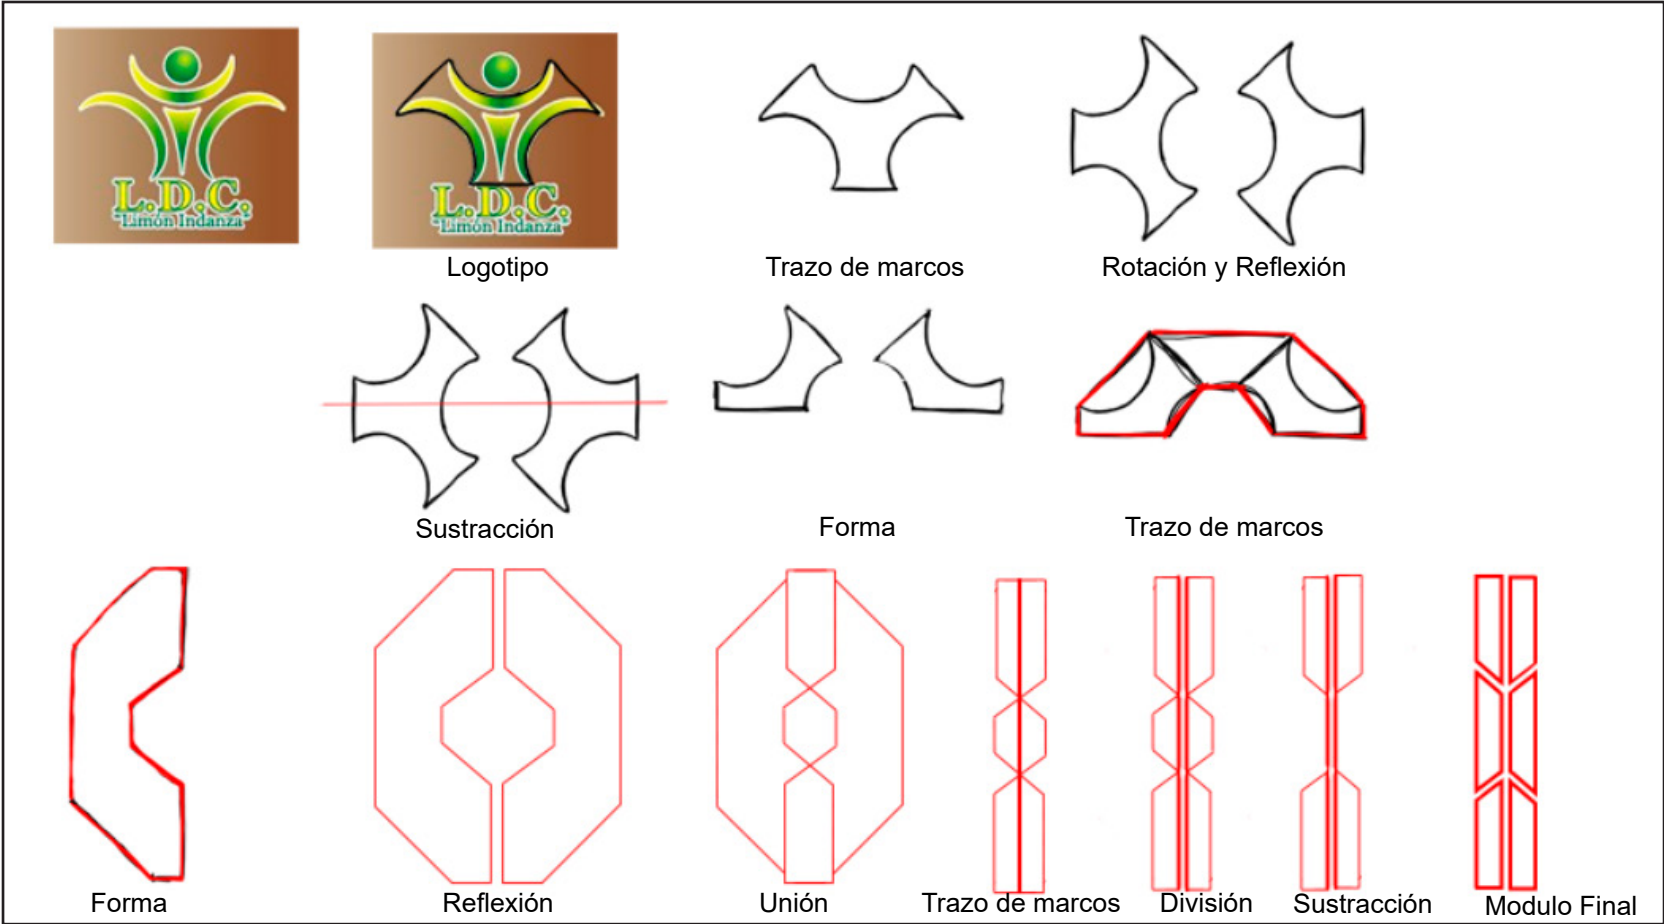 L.D.C.
"Limón Indanza"
L.D.C.
"Limón Indanza"
Logotipo
Trazo de marcos
Rotación y Reflexión
Sustracción
Forma
Trazo de marcos
Forma
Reflexión
Unión
Trazo de marcos
División
Sustracción
Modulo Final